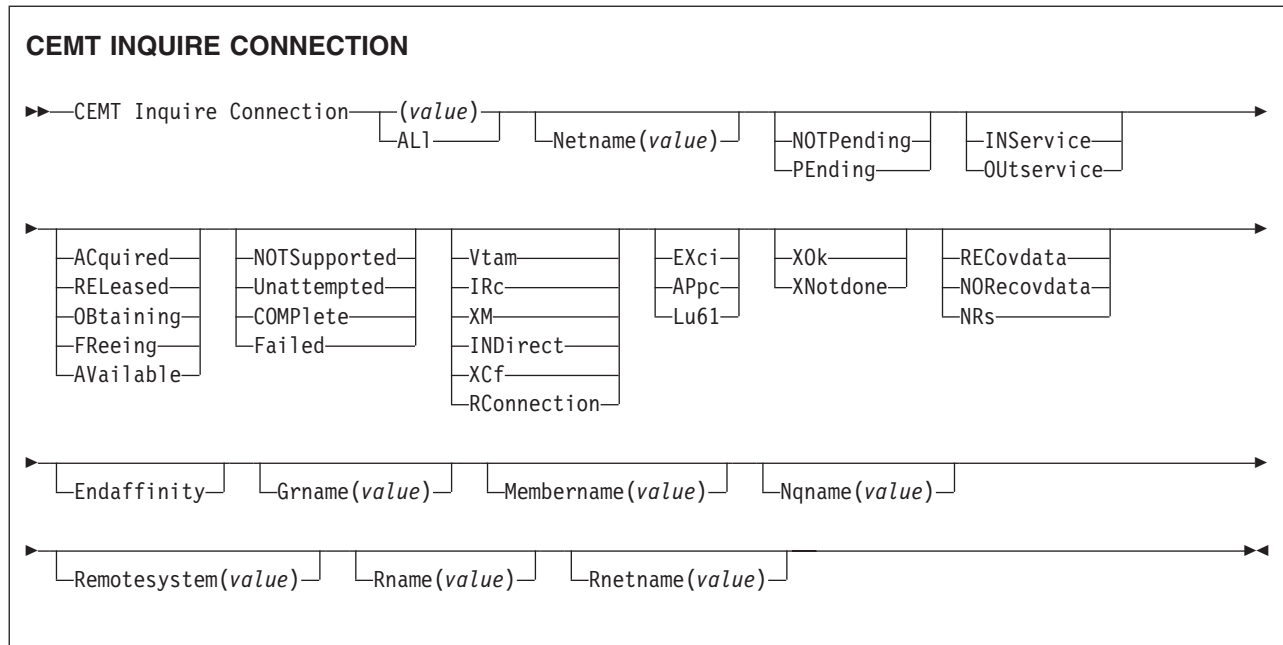 CEMT INQUIRE CONNECTION
CEMT Inquire Connection (value) Netname(value) NOTPending INService
ALl PEnding OUtservice
ACquired NOTSupported Vtam EXci XOk RECovdata
RELeased Unattempted IRc APpc XNotdone NORecovdata
OBtaining COMPlete XM Lu61 NRs
FReeing Failed INDirect
AVailable XCf
RConnection
Endaffinity Grname(value) Membername(value) Nqname(value)
Remotesystem(value) Rname(value) Rnetname(value)